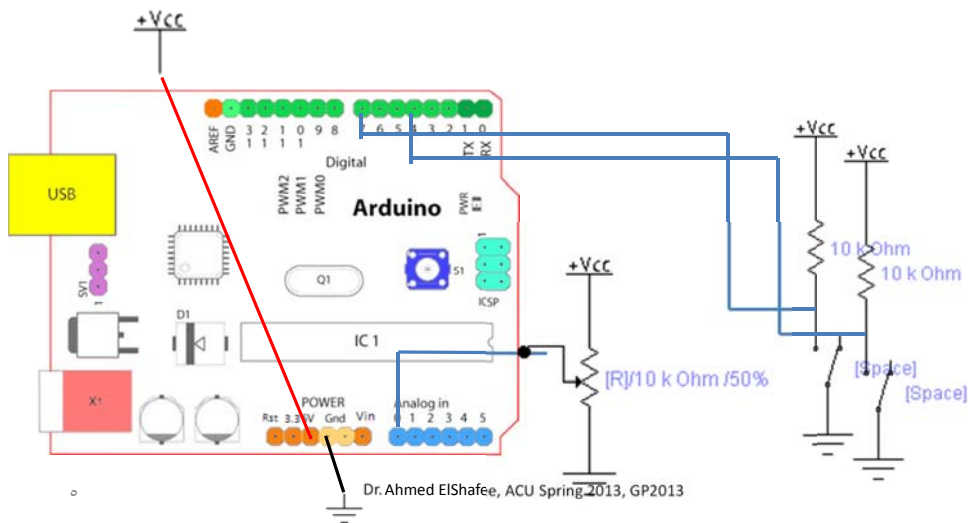 +Vcc
AREF
GND
13
12
11
10
9
8
7
6
5
4
3
2
1
0
TX
RX
Digital
PWM2
PWM1
PWM0
Arduino
PWR
USB
SV1
1
Q1
S1
1
ICSP
D1
IC 1
X1
POWER
Rst 3.3 5V Gnd Vin
Analog in
0 1 2 3 4 5
+Vcc
[R]/10 k Ohm /50%
+Vcc
+Vcc
10 k Ohm
10 k Ohm
[Space]
[Space]
Dr. Ahmed ElShafee, ACU Spring 2013, GP2013